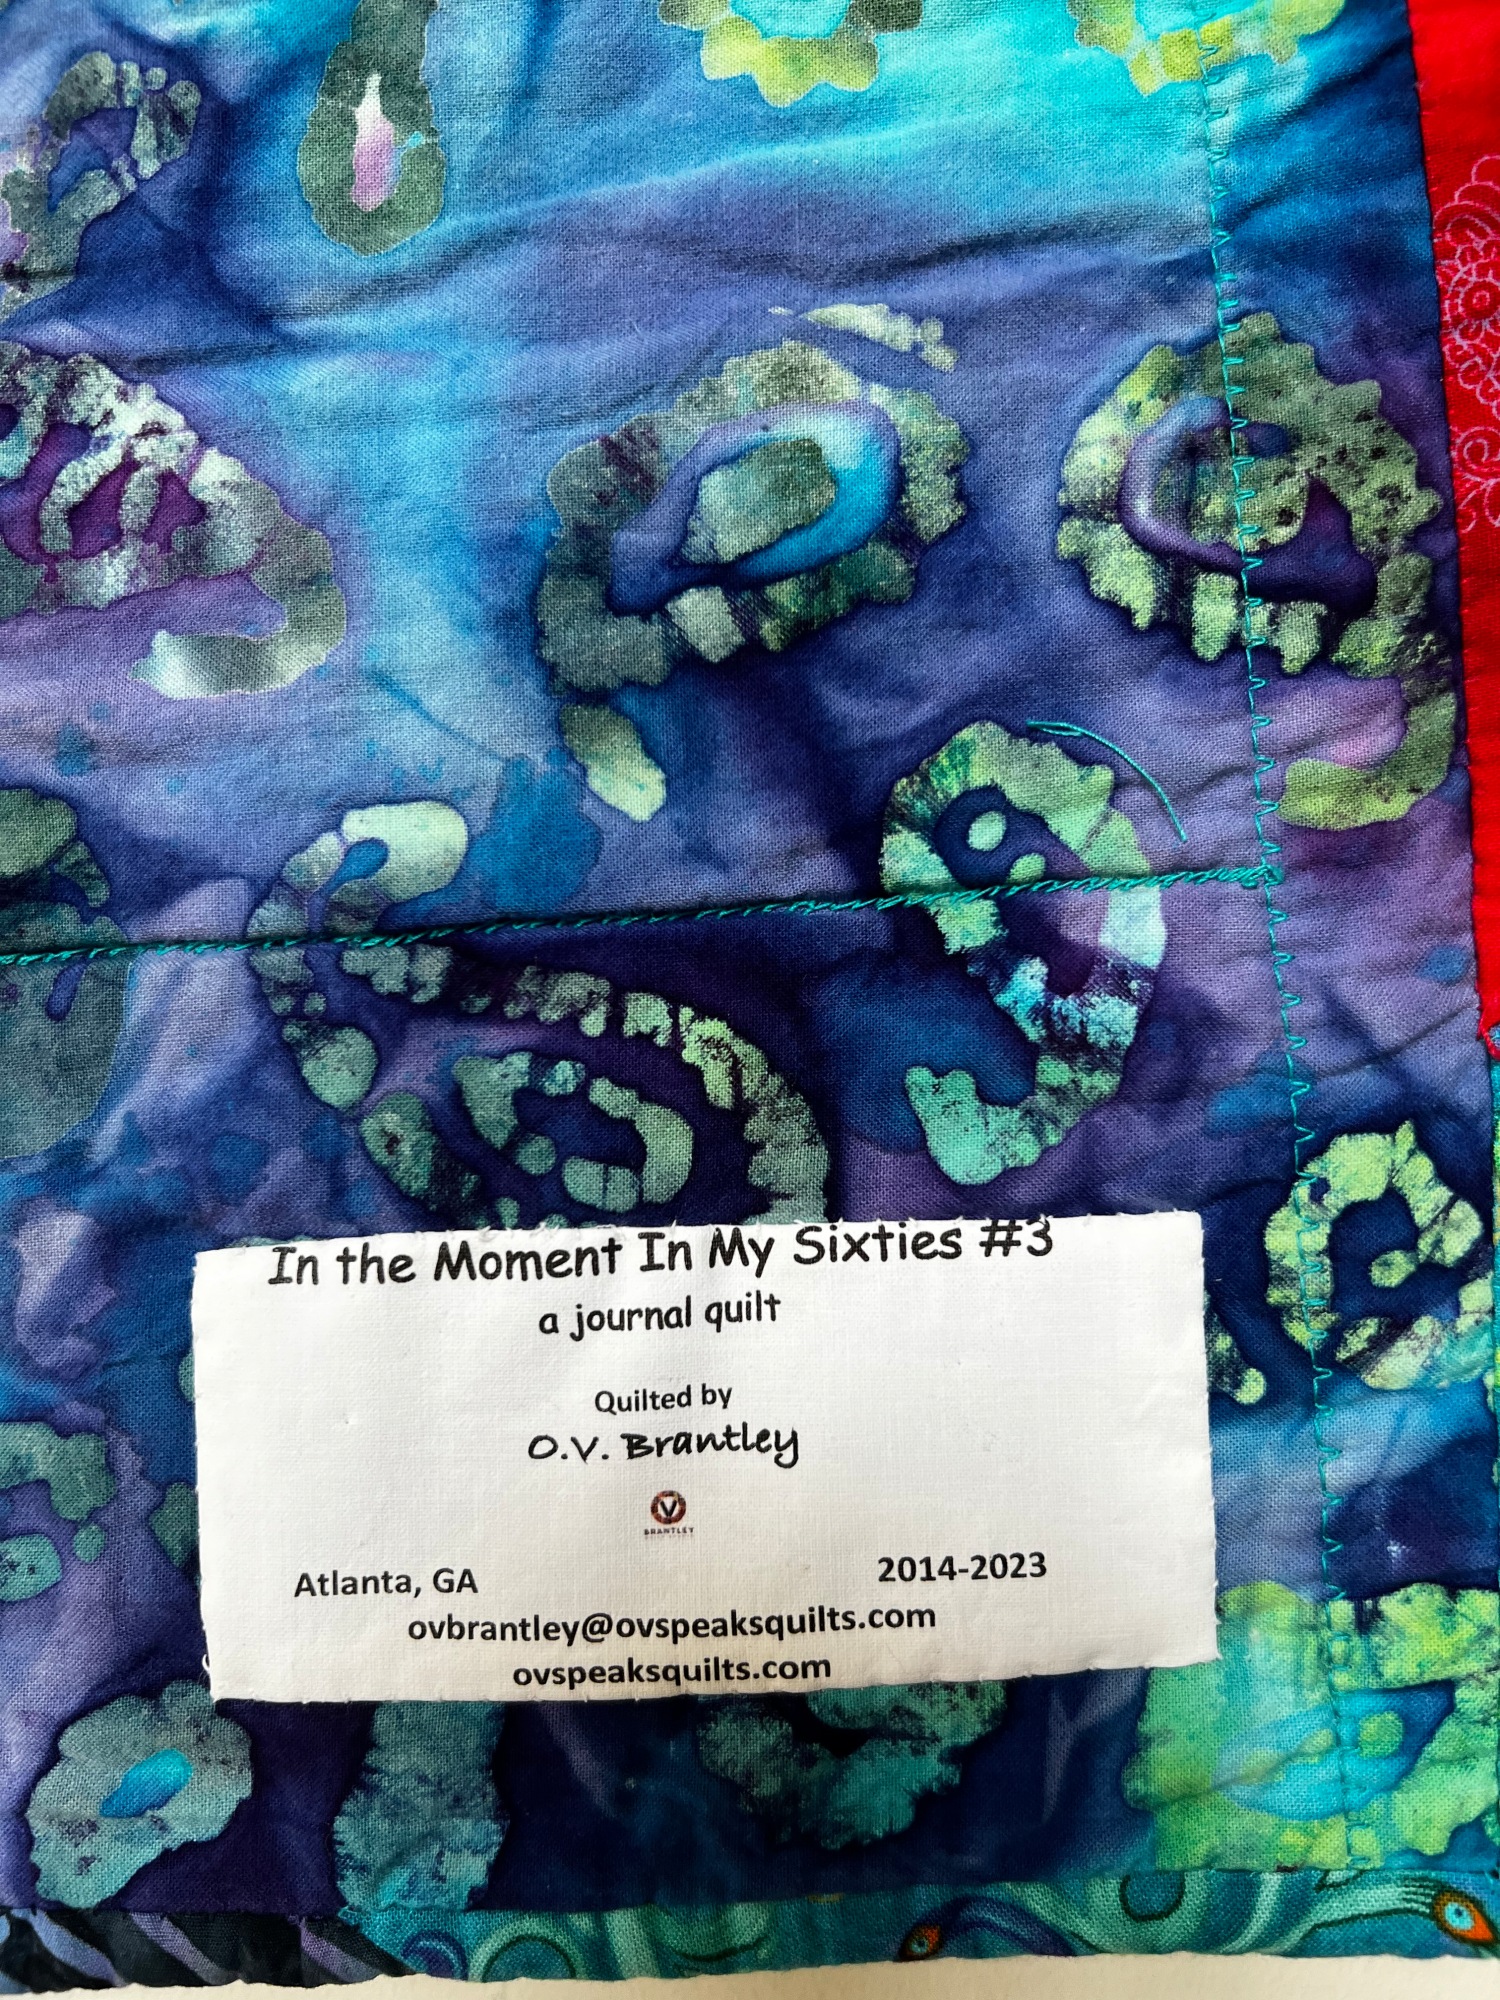 In the Moment In My Sixties #3
a journal quilt
Quilted by
O.V. Brantley
V
BRANTLEY
Atlanta, GA 2014-2023
ovbrantley@ovspeaksquilts.com
ovspeaksquilts.com